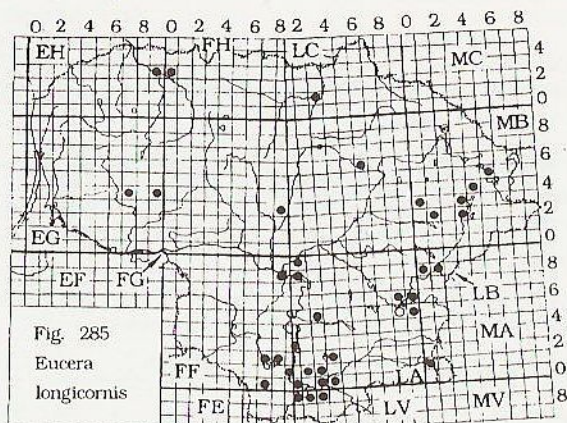 0 2 4 6 8 0 2 4 6 8 2 4 6 8 0 2 4 6 8
EH FH LC MC
4
2
0
MB 8
6
4
2
EG
0
EF FG LB 8
6
MA 4
Fig. 285
Eucera
longicornis
2
FF LA 0
FE LV MV 8